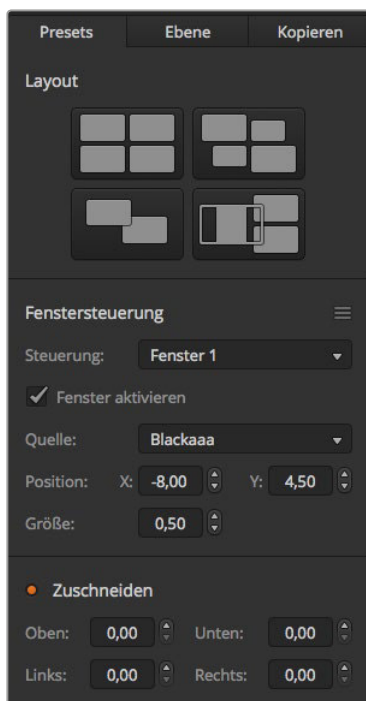 Presets Ebene Kopieren
Layout
Fenstersteuerung
Steuerung: Fenster 1
Fenster aktivieren
Quelle: Blackaaa
Position: X: -8,00 Y: 4,50
Größe: 0,50
Zuschneiden
Oben: 0,00 Unten: 0,00
Links: 0,00 Rechts: 0,00